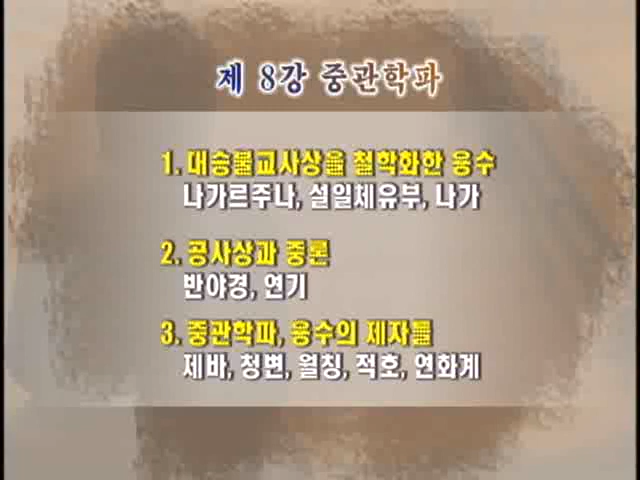 제 8강 중관학파
1. 대승불교사상을 철학화한 용수
나가르주나, 설일체유부, 나가
2. 공사상과 중론
반야경, 연기
3. 중관학파, 용수의 제자들
제바, 청변, 월칭, 적호, 연화계